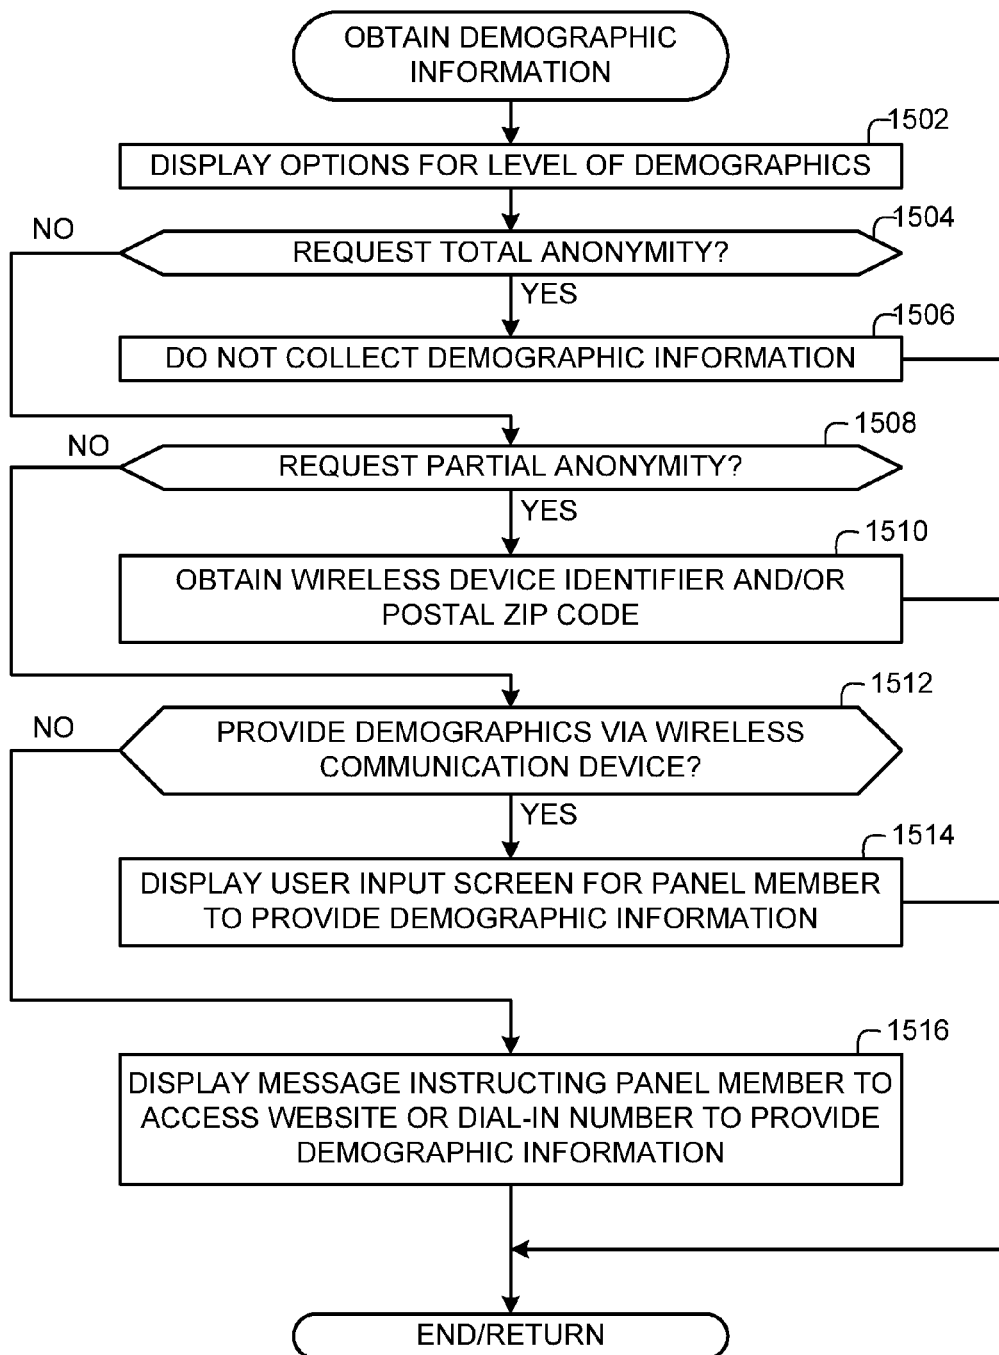 OBTAIN DEMOGRAPHIC
INFORMATION
1502
DISPLAY OPTIONS FOR LEVEL OF DEMOGRAPHICS
NO
1504
REQUEST TOTAL ANONYMITY?
YES
1506
DO NOT COLLECT DEMOGRAPHIC INFORMATION
NO
1508
REQUEST PARTIAL ANONYMITY?
YES
1510
OBTAIN WIRELESS DEVICE IDENTIFIER AND/OR
POSTAL ZIP CODE
1512
NO
PROVIDE DEMOGRAPHICS VIA WIRELESS
COMMUNICATION DEVICE?
YES
1514
DISPLAY USER INPUT SCREEN FOR PANEL MEMBER
TO PROVIDE DEMOGRAPHIC INFORMATION
1516
DISPLAY MESSAGE INSTRUCTING PANEL MEMBER TO
ACCESS WEBSITE OR DIAL-IN NUMBER TO PROVIDE
DEMOGRAPHIC INFORMATION
END/RETURN